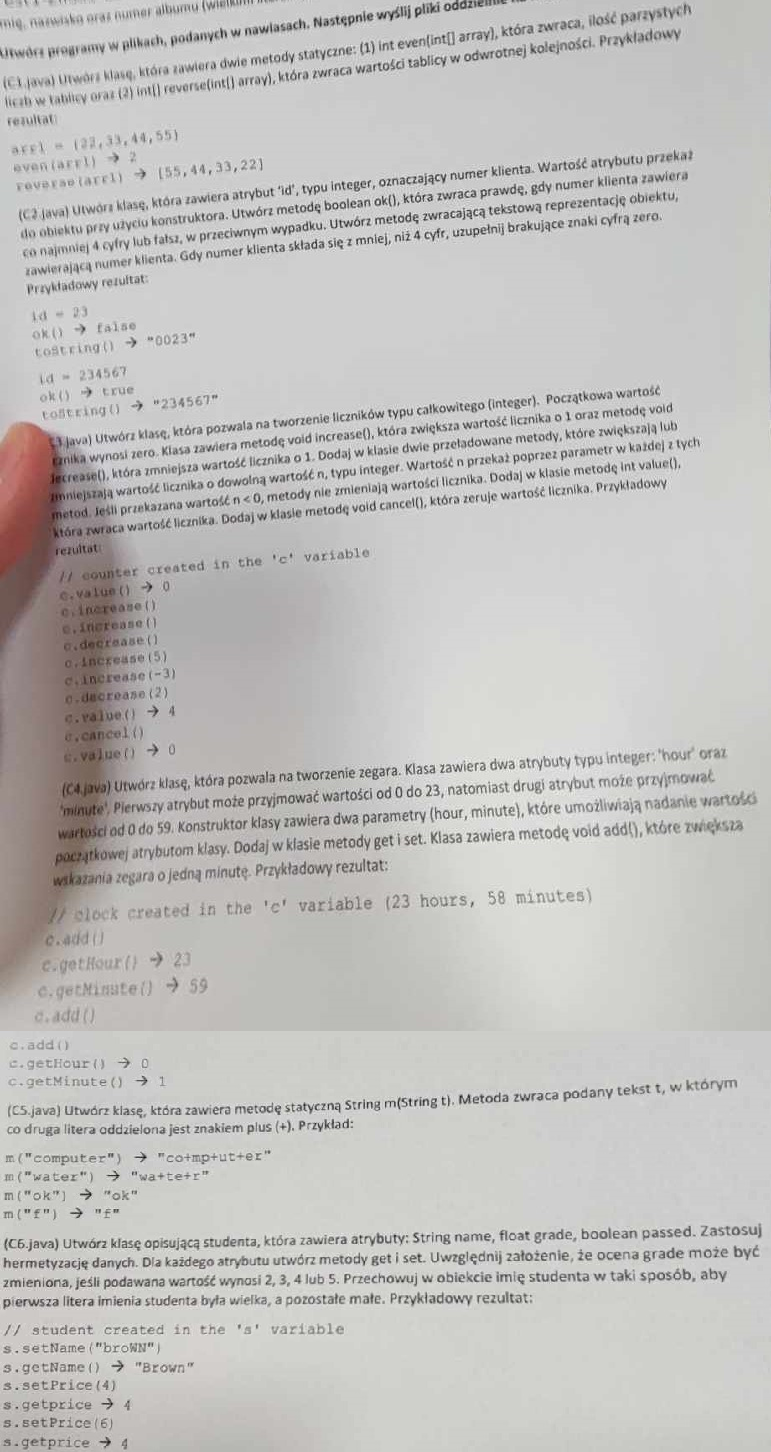 imię, nazwisko oraz numer albumu
Utwórz programy w plikach, podanych w nawiasach. Następnie wyślij pliki
(C1.java) Utwórz klasę, która zawiera dwie metody statyczne: (1) int even(int[] array), która zwraca, ilość parzystych
liczb w tablicy oraz (2) int[] reverse(int[] array), która zwraca wartości tablicy w odwrotnej kolejności. Przykładowy
rezultat:
arr1 = {22,33,44,55}
even(arr1) → 2
reverse(arr1) → [55,44,33,22]
(C2.java) Utwórz klasę, która zawiera atrybut 'id', typu integer, oznaczający numer klienta. Wartość atrybutu przekaż
do obiektu przy użyciu konstruktora. Utwórz metodę boolean ok(), która zwraca prawdę, gdy numer klienta zawiera
co najmniej 4 cyfry lub fałsz, w przeciwnym wypadku. Utwórz metodę zwracającą tekstową reprezentację obiektu,
zawierającą numer klienta. Gdy numer klienta składa się z mniej, niż 4 cyfr, uzupełnij brakujące znaki cyfrą zero.
Przykładowy rezultat:
id = 23
ok() → false
toString() → "0023"
id = 234567
ok() → true
toString() → "234567"
java) Utwórz klasę, która pozwala na tworzenie liczników typu całkowitego (integer). Początkowa wartość
cznika wynosi zero. Klasa zawiera metodę void increase(), która zwiększa wartość licznika o 1 oraz metodę void
decrease(), która zmniejsza wartość licznika o 1. Dodaj w klasie dwie przeładowane metody, które zwiększają lub
zmniejszają wartość licznika o dowolną wartość n, typu integer. Wartość n przekaż poprzez parametr w każdej z tych
metod. Jeśli przekazana wartość n < 0, metody nie zmieniają wartości licznika. Dodaj w klasie metodę int value(),
która zwraca wartość licznika. Dodaj w klasie metodę void cancel(), która zeruje wartość licznika. Przykładowy
rezultat:
// counter created in the 'c' variable
c.value() → 0
c.increase()
c.increase()
c.decrease()
c.increase(5)
c.increase(-3)
c.decrease(2)
c.value() → 4
c.cancel()
c.value() → 0
(C4.java) Utwórz klasę, która pozwala na tworzenie zegara. Klasa zawiera dwa atrybuty typu integer: 'hour' oraz
'minute'. Pierwszy atrybut może przyjmować wartości od 0 do 23, natomiast drugi atrybut może przyjmować
wartości od 0 do 59. Konstruktor klasy zawiera dwa parametry (hour, minute), które umożliwiają nadanie wartości
początkowej atrybutom klasy. Dodaj w klasie metody get i set. Klasa zawiera metodę void add(), które zwiększa
wskazania zegara o jedną minutę. Przykładowy rezultat:
// clock created in the 'c' variable (23 hours, 58 minutes)
c.add()
c.getHour() → 23
c.getMinute() → 59
c.add()
c.add()
c.getHour() → 0
c.getMinute() → 1
(C5.java) Utwórz klasę, która zawiera metodę statyczną String m(String t). Metoda zwraca podany tekst t, w którym
co druga litera oddzielona jest znakiem plus (+). Przykład:
m("computer") → "co+mp+ut+er"
m("water") → "wa+te+r"
m("ok") → "ok"
m("f") → "f"
(C6.java) Utwórz klasę opisującą studenta, która zawiera atrybuty: String name, float grade, boolean passed. Zastosuj
hermetyzację danych. Dla każdego atrybutu utwórz metody get i set. Uwzględnij założenie, że ocena grade może być
zmieniona, jeśli podawana wartość wynosi 2, 3, 4 lub 5. Przechowuj w obiekcie imię studenta w taki sposób, aby
pierwsza litera imienia studenta była wielka, a pozostałe małe. Przykładowy rezultat:
// student created in the 's' variable
s.setName("broWN")
s.getName() → "Brown"
s.setPrice(4)
s.getprice → 4
s.setPrice(6)
s.getprice → 4